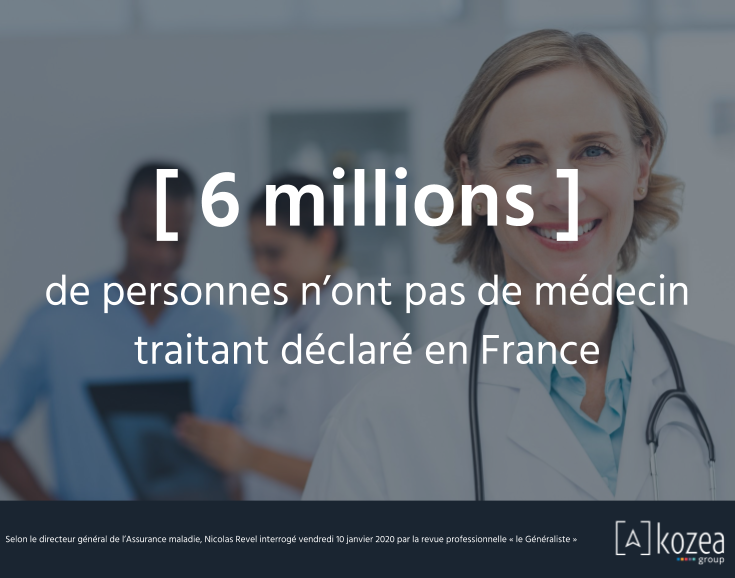 [ 6 millions ]
de personnes n’ont pas de médecin
traitant déclaré en France
Selon le directeur général de l’Assurance maladie, Nicolas Revel interrogé vendredi 10 janvier 2020 par la revue professionnelle « le Généraliste »
[A]kozea
group